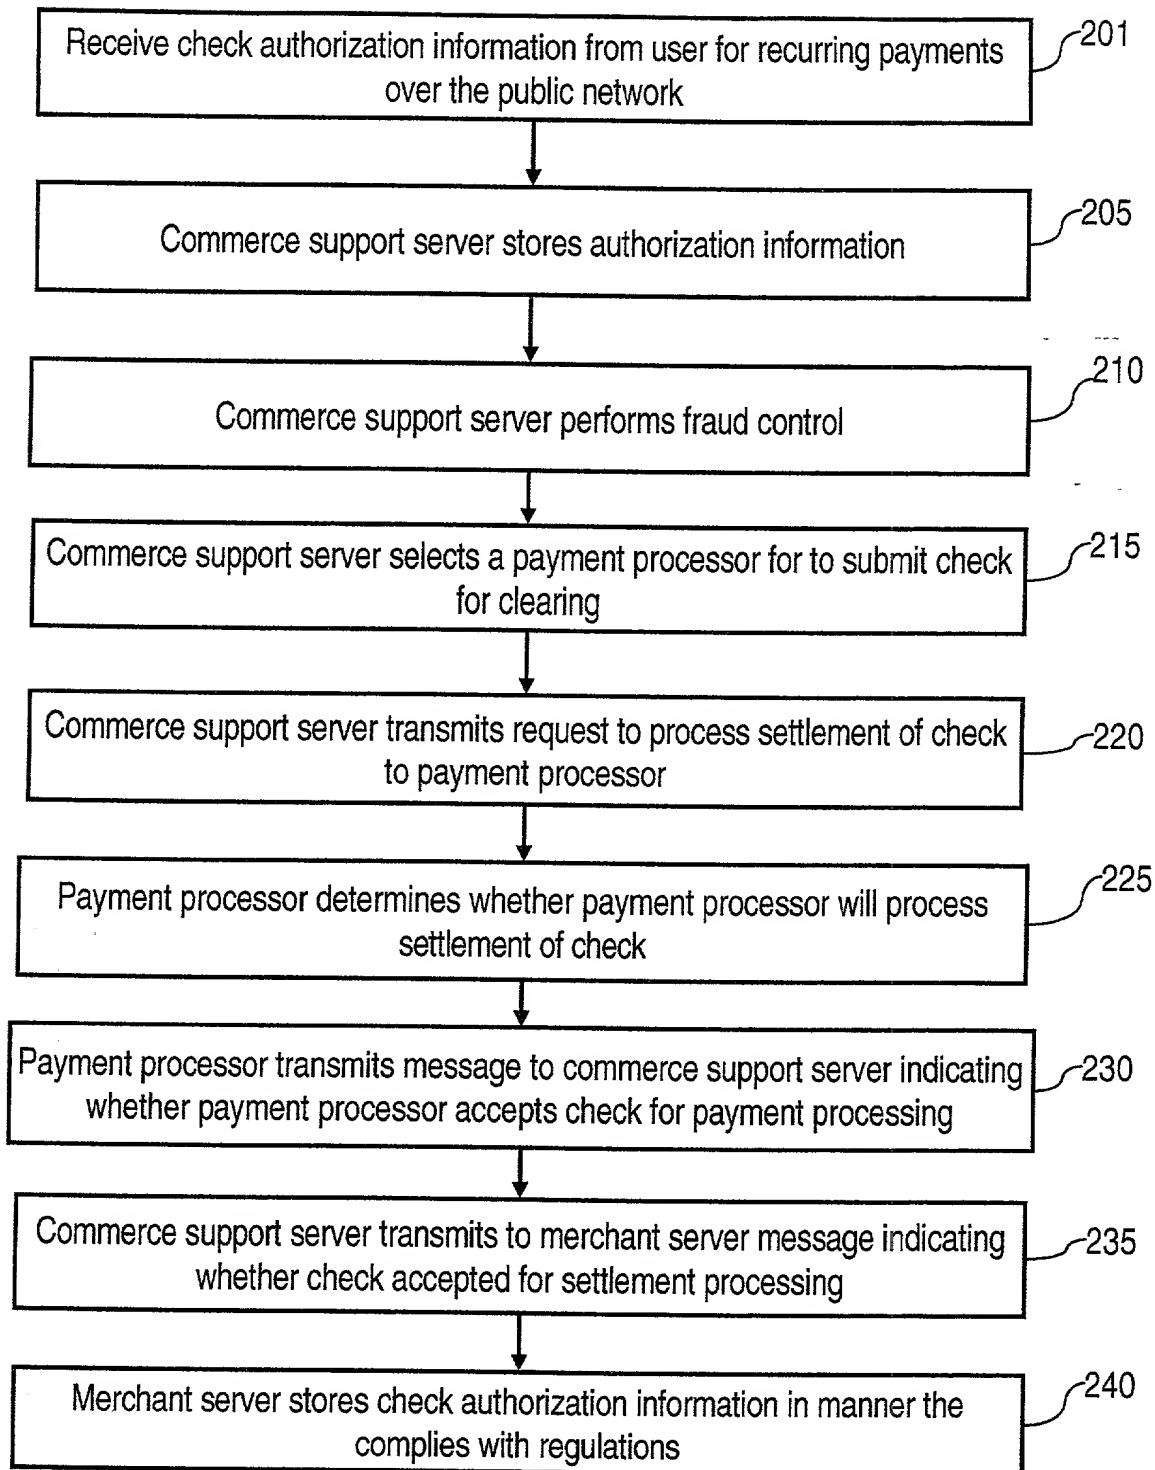 Receive check authorization information from user for recurring payments
over the public network
201
Commerce support server stores authorization information
205
Commerce support server performs fraud control
210
Commerce support server selects a payment processor for to submit check
for clearing
215
Commerce support server transmits request to process settlement of check
to payment processor
220
Payment processor determines whether payment processor will process
settlement of check
225
Payment processor transmits message to commerce support server indicating
whether payment processor accepts check for payment processing
230
Commerce support server transmits to merchant server message indicating
whether check accepted for settlement processing
235
Merchant server stores check authorization information in manner the
complies with regulations
240